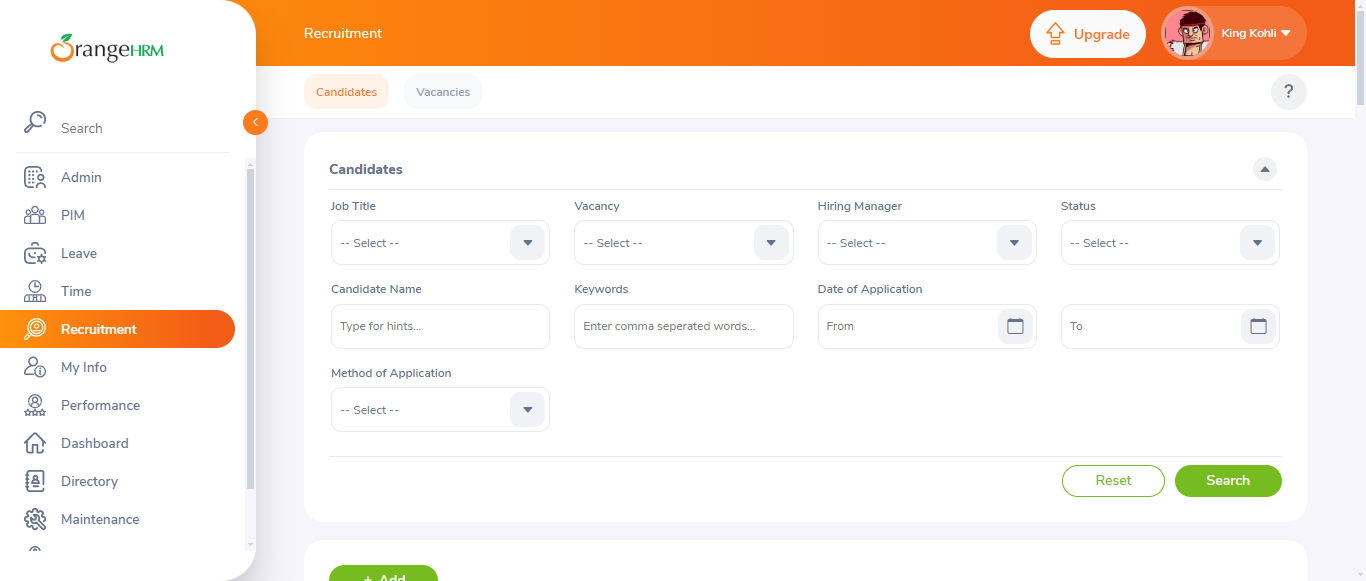 OrangeHRM
Recruitment
Upgrade
King Kohli
Candidates
Vacancies
?
Search
Admin
PIM
Leave
Time
Recruitment
My Info
Performance
Dashboard
Directory
Maintenance
Candidates
Job Title
Vacancy
Hiring Manager
Status
-- Select --
-- Select --
-- Select --
-- Select --
Candidate Name
Keywords
Date of Application
Type for hints...
Enter comma seperated words...
From
To
Method of Application
-- Select --
Reset
Search
+ Add